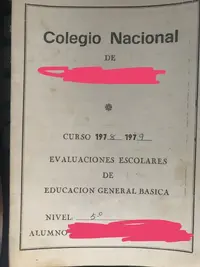 Colegio Nacional
DE
CURSO 1978 1979
EVALUACIONES ESCOLARES
DE
EDUCACION GENERAL BASICA
NIVEL 5º
ALUMNO